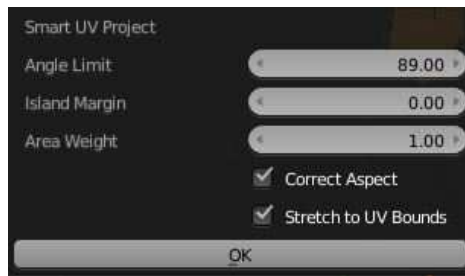 Smart UV Project
Angle Limit 89.00
Island Margin 0.00
Area Weight 1.00
Correct Aspect
Stretch to UV Bounds
OK